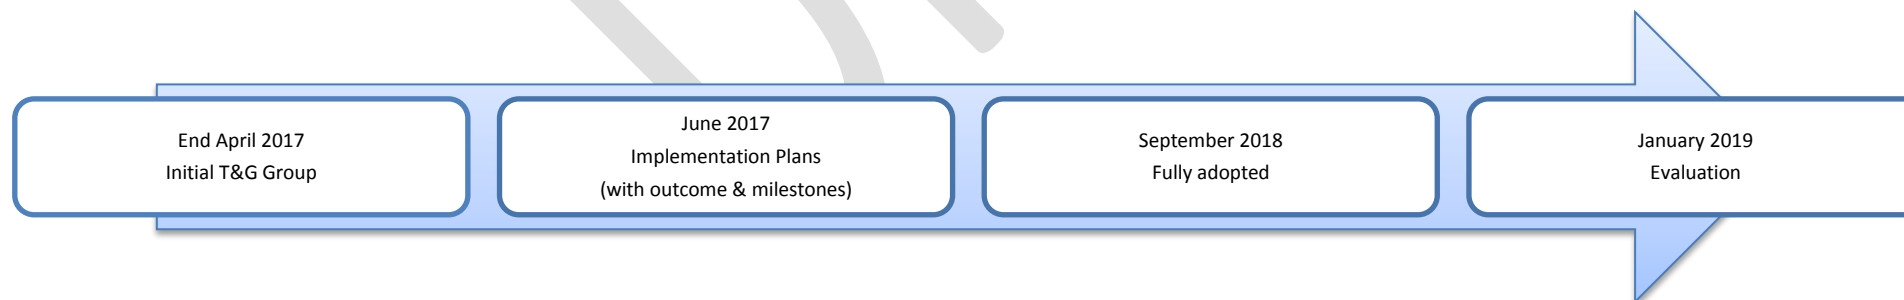 End April 2017
Initial T&G Group
June 2017
Implementation Plans
(with outcome & milestones)
September 2018
Fully adopted
January 2019
Evaluation